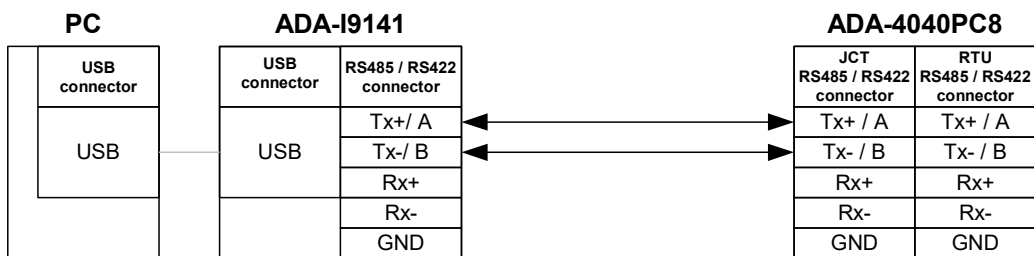 PC
ADA-I9141
ADA-4040PC8
USB
connector
USB
connector
RS485 / RS422
connector
JCT
RS485 / RS422
connector
RTU
RS485 / RS422
connector
USB
USB
Tx+/ A
Tx-/ B
Rx+
Rx-
GND
Tx+ / A
Tx+ / A
Tx- / B
Tx- / B
Rx+
Rx+
Rx-
Rx-
GND
GND